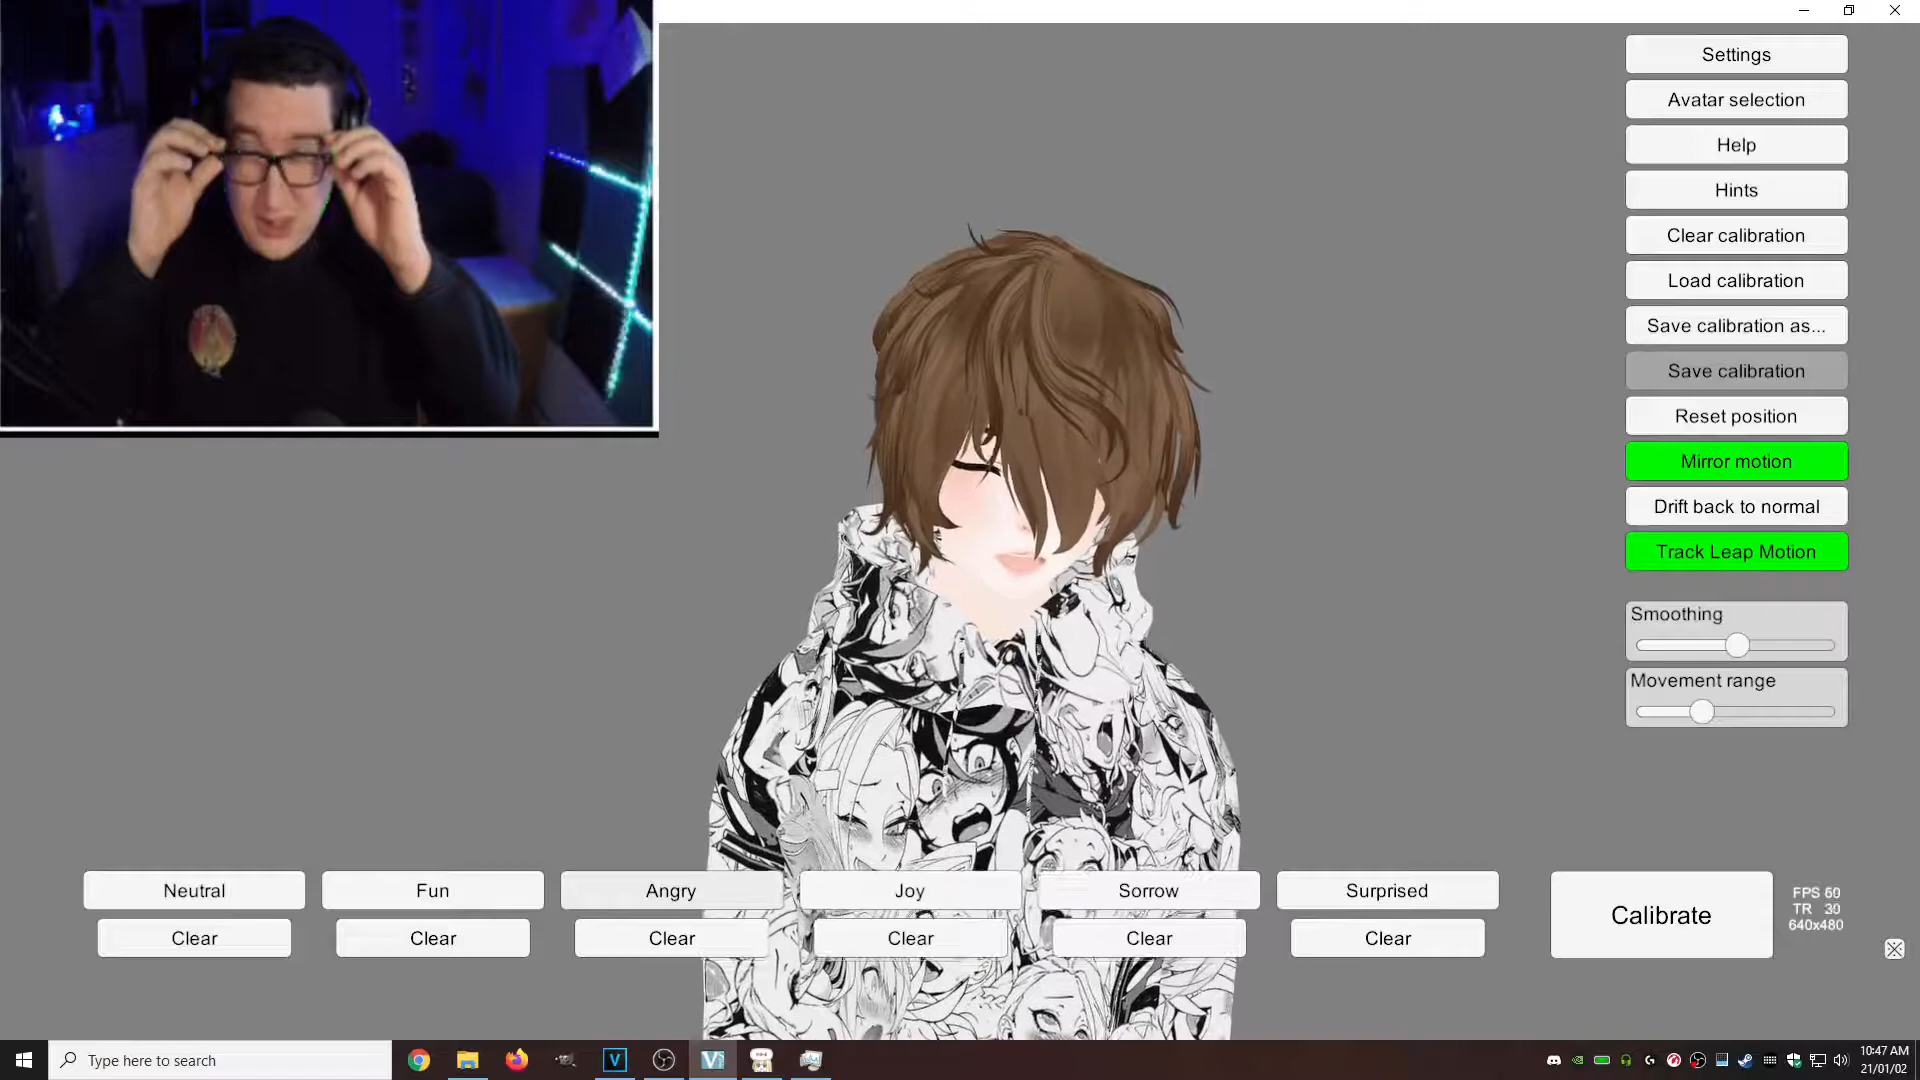 Settings
Avatar selection
Help
Hints
Clear calibration
Load calibration
Save calibration as...
Save calibration
Reset position
Mirror motion
Drift back to normal
Track Leap Motion
Smoothing
Movement range
Neutral
Fun
Angry
Joy
Sorrow
Surprised
Clear
Clear
Clear
Clear
Clear
Clear
Calibrate
FPS 60
TR 30
640x480
Type here to search
10:47 AM
21/01/02